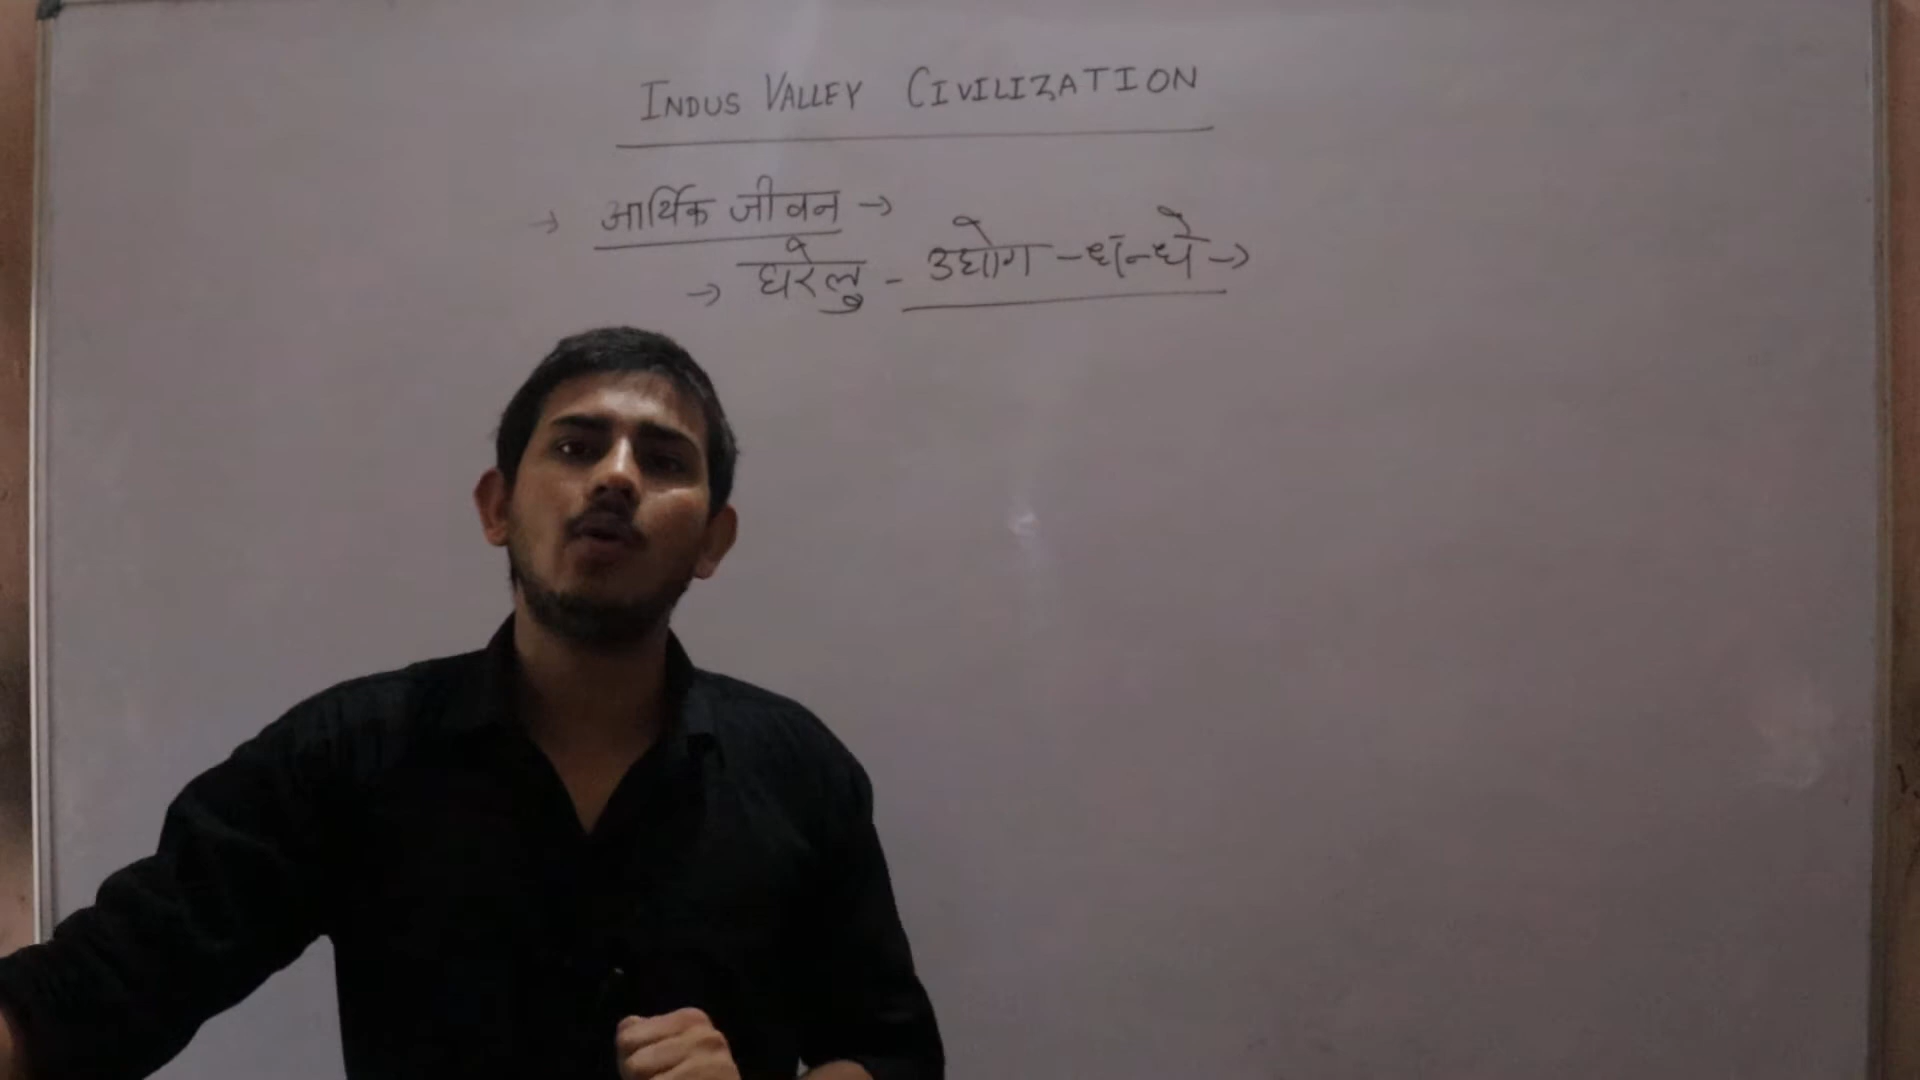 INDUS VALLEY CIVILIZATION
→ आर्थिक जीवन →
→ घरेलु - उद्योग - धन्धे →